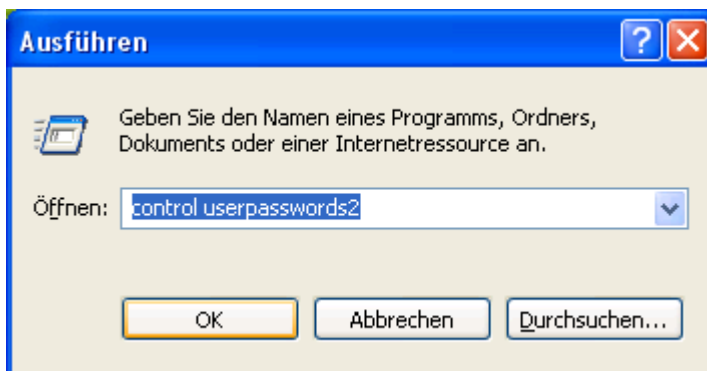 Ausführen
Geben Sie den Namen eines Programms, Ordners,
Dokuments oder einer Internetressource an.
Öffnen: control userpasswords2
OK Abbrechen Durchsuchen...